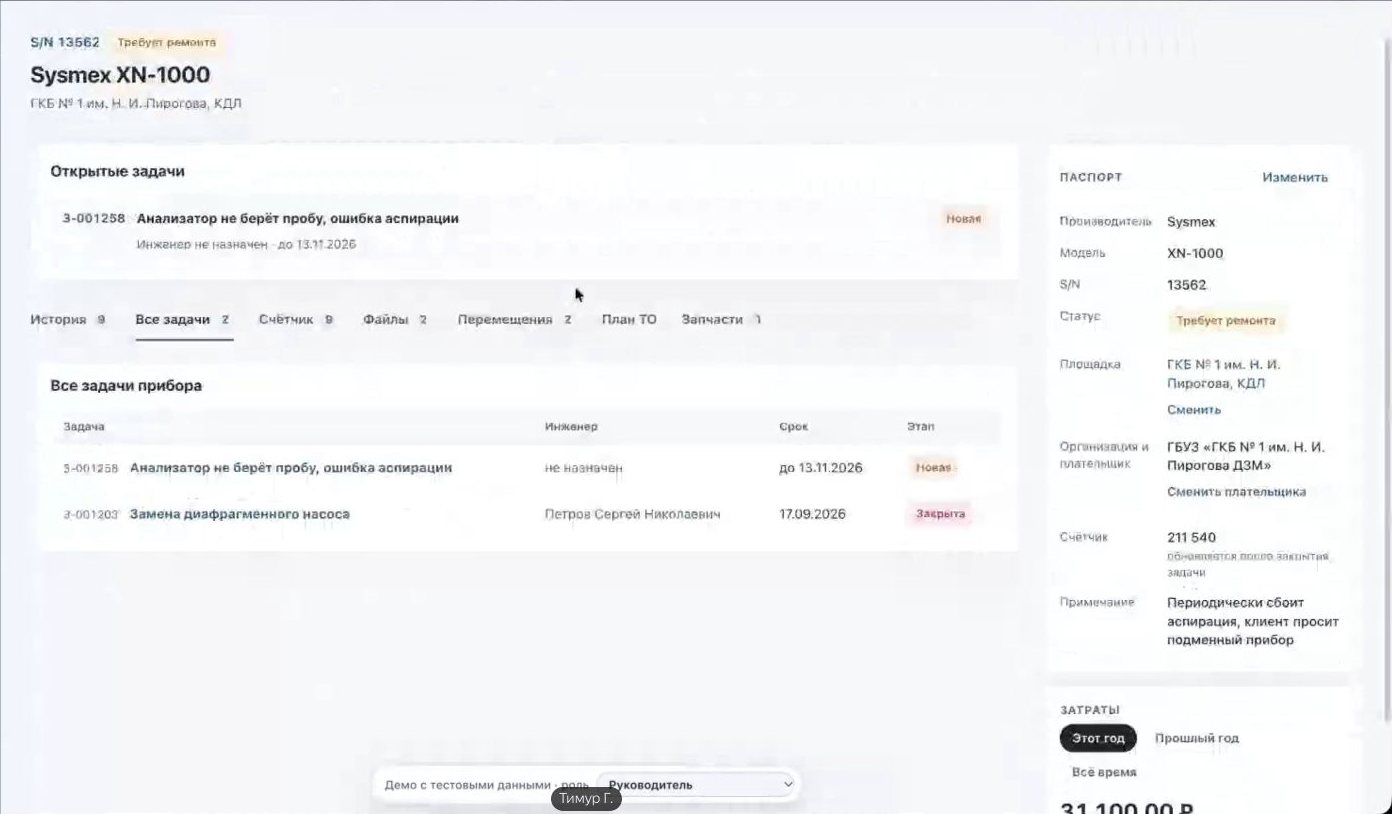 S/N 13562 Требует ремонта
Sysmex XN-1000
ГКБ № 1 им. Н. И. Пирогова, КДЛ
Открытые задачи
З-001258 Анализатор не берёт пробу, ошибка аспирации Новая
Инженер не назначен · до 13.11.2026
История 9 Все задачи 2 Счётчик 9 Файлы 2 Перемещения 2 План ТО Запчасти 1
Все задачи прибора
Задача Инженер Срок Этап
З-001258 Анализатор не берёт пробу, ошибка аспирации не назначен до 13.11.2026 Новая
З-001203 Замена диафрагменного насоса Петров Сергей Николаевич 17.09.2026 Закрыта
ПАСПОРТ Изменить
Производитель Sysmex
Модель XN-1000
S/N 13562
Статус Требует ремонта
Площадка ГКБ № 1 им. Н. И.
Пирогова, КДЛ
Сменить
Организация и ГБУЗ «ГКБ № 1 им. Н. И.
плательщик Пирогова ДЗМ»
Сменить плательщика
Счётчик 211 540
обновляется после закрытия
задачи
Примечание Периодически сбоит
аспирация, клиент просит
подменный прибор
ЗАТРАТЫ
Этот год Прошлый год
Всё время
31 100,00 ₽
Демо с тестовыми данными · роль Руководитель
Тимур Г.